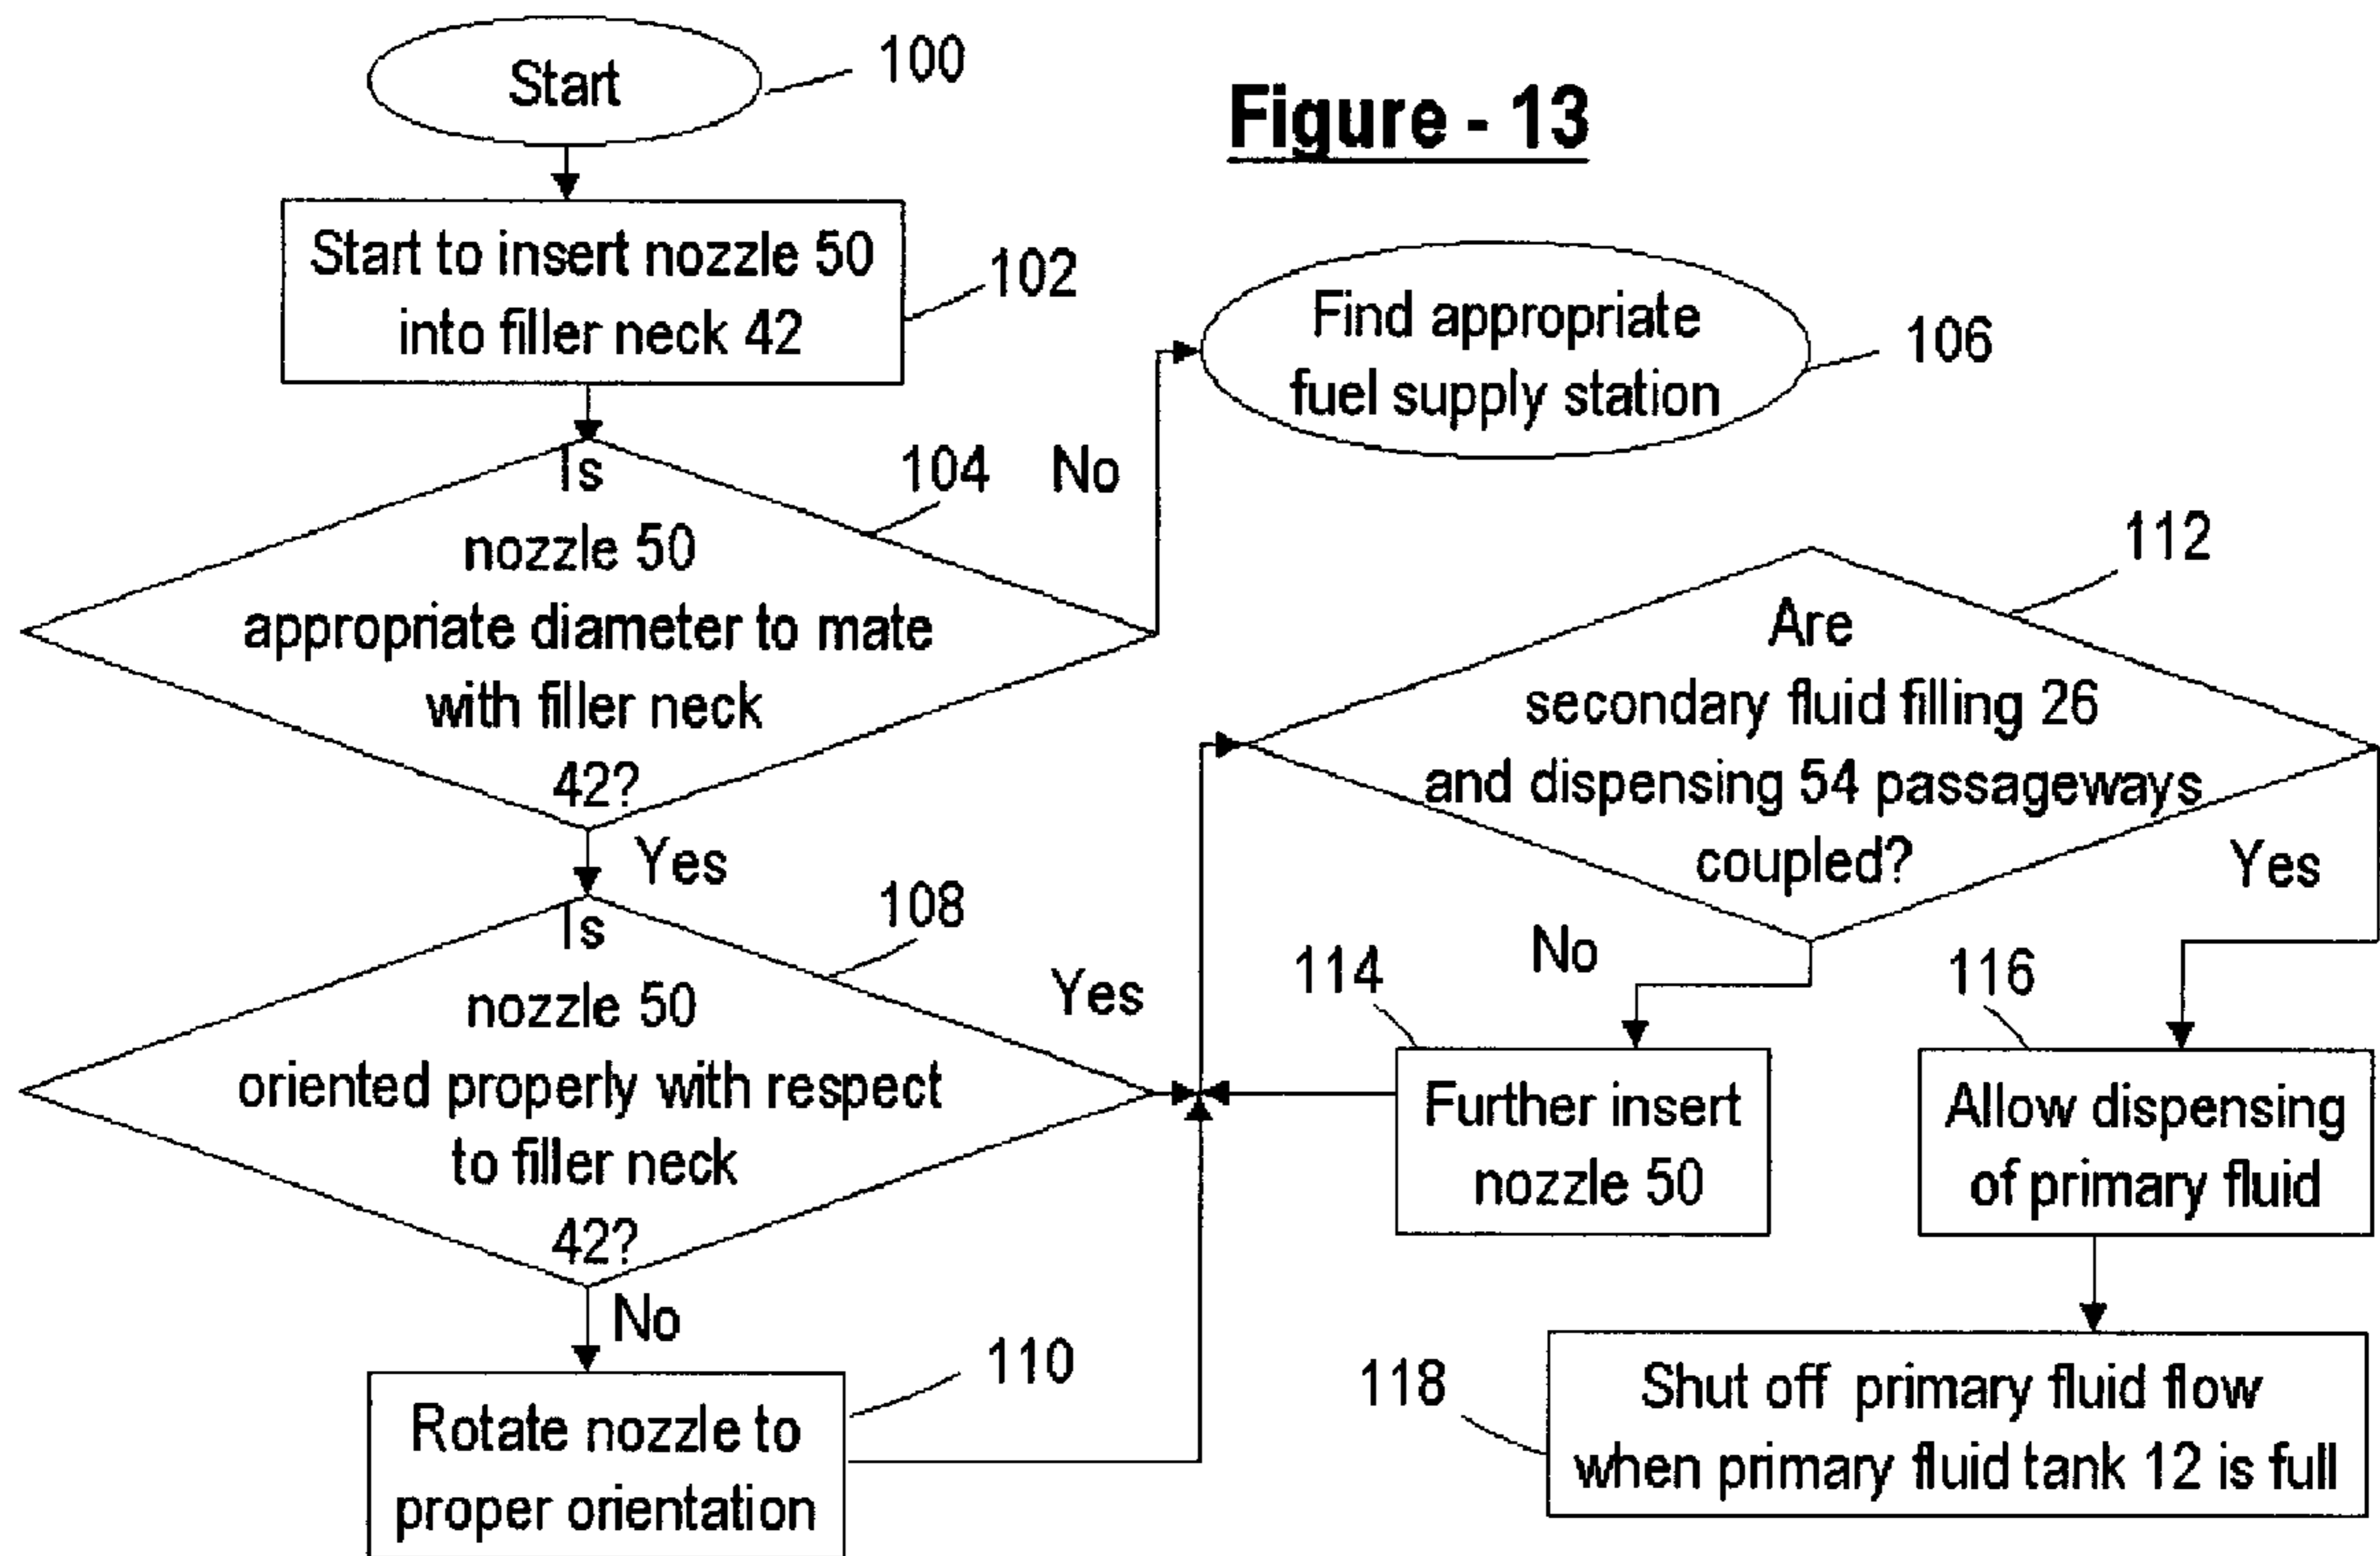 Figure - 13
Start
100
Start to insert nozzle 50
into filler neck 42
102
Is
nozzle 50
appropriate diameter to mate
with filler neck
42?
104
No
Find appropriate
fuel supply station
106
Yes
Is
nozzle 50
oriented properly with respect
to filler neck
42?
108
Yes
No
Rotate nozzle to
proper orientation
110
Are
secondary fluid filling 26
and dispensing 54 passageways
coupled?
112
No
Yes
114
Further insert
nozzle 50
116
Allow dispensing
of primary fluid
118
Shut off primary fluid flow
when primary fluid tank 12 is full